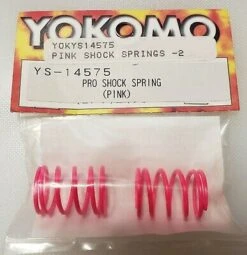 YOKOMO
YOKYS14575
PINK SHOCK SPRINGS -2
YS-14575
PRO SHOCK SPRING
(PINK)